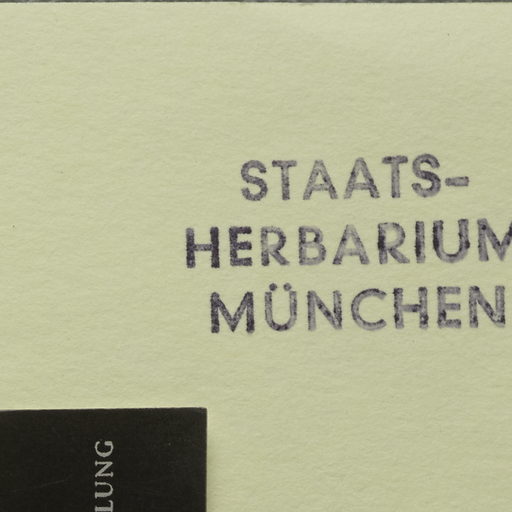 STAATS-
HERBARIUM
MÜNCHEN
LUNG